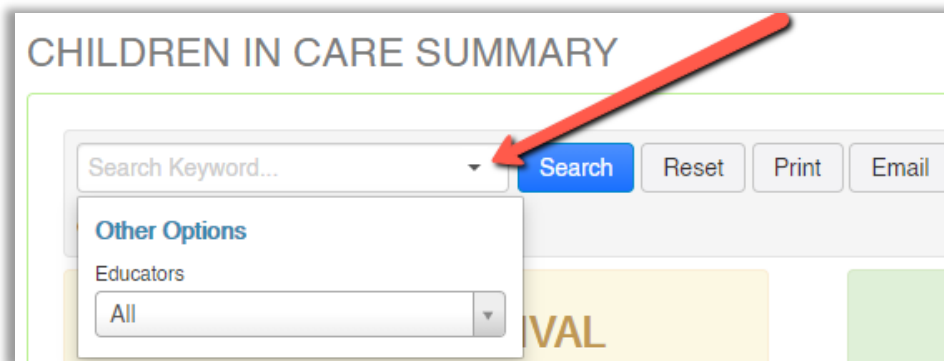 CHILDREN IN CARE SUMMARY
Search Keyword... Search Reset Print Email
Other Options
Educators
All
IVAL